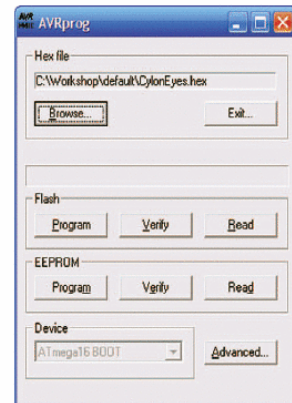 AVRprog
Hex file
C:\Workshop\default\CylonEyes.hex
Browse... Exit...
Flash
Program Verify Read
EEPROM
Program Verify Read
Device
ATmega16 BOOT Advanced...